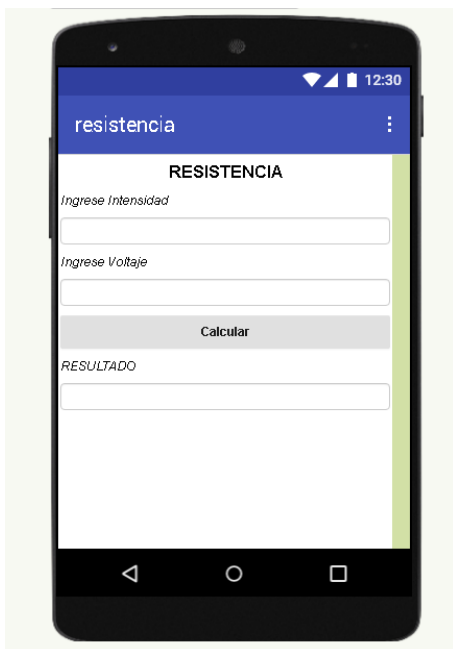 12:30
resistencia
RESISTENCIA
Ingrese Intensidad
Ingrese Voltaje
Calcular
RESULTADO